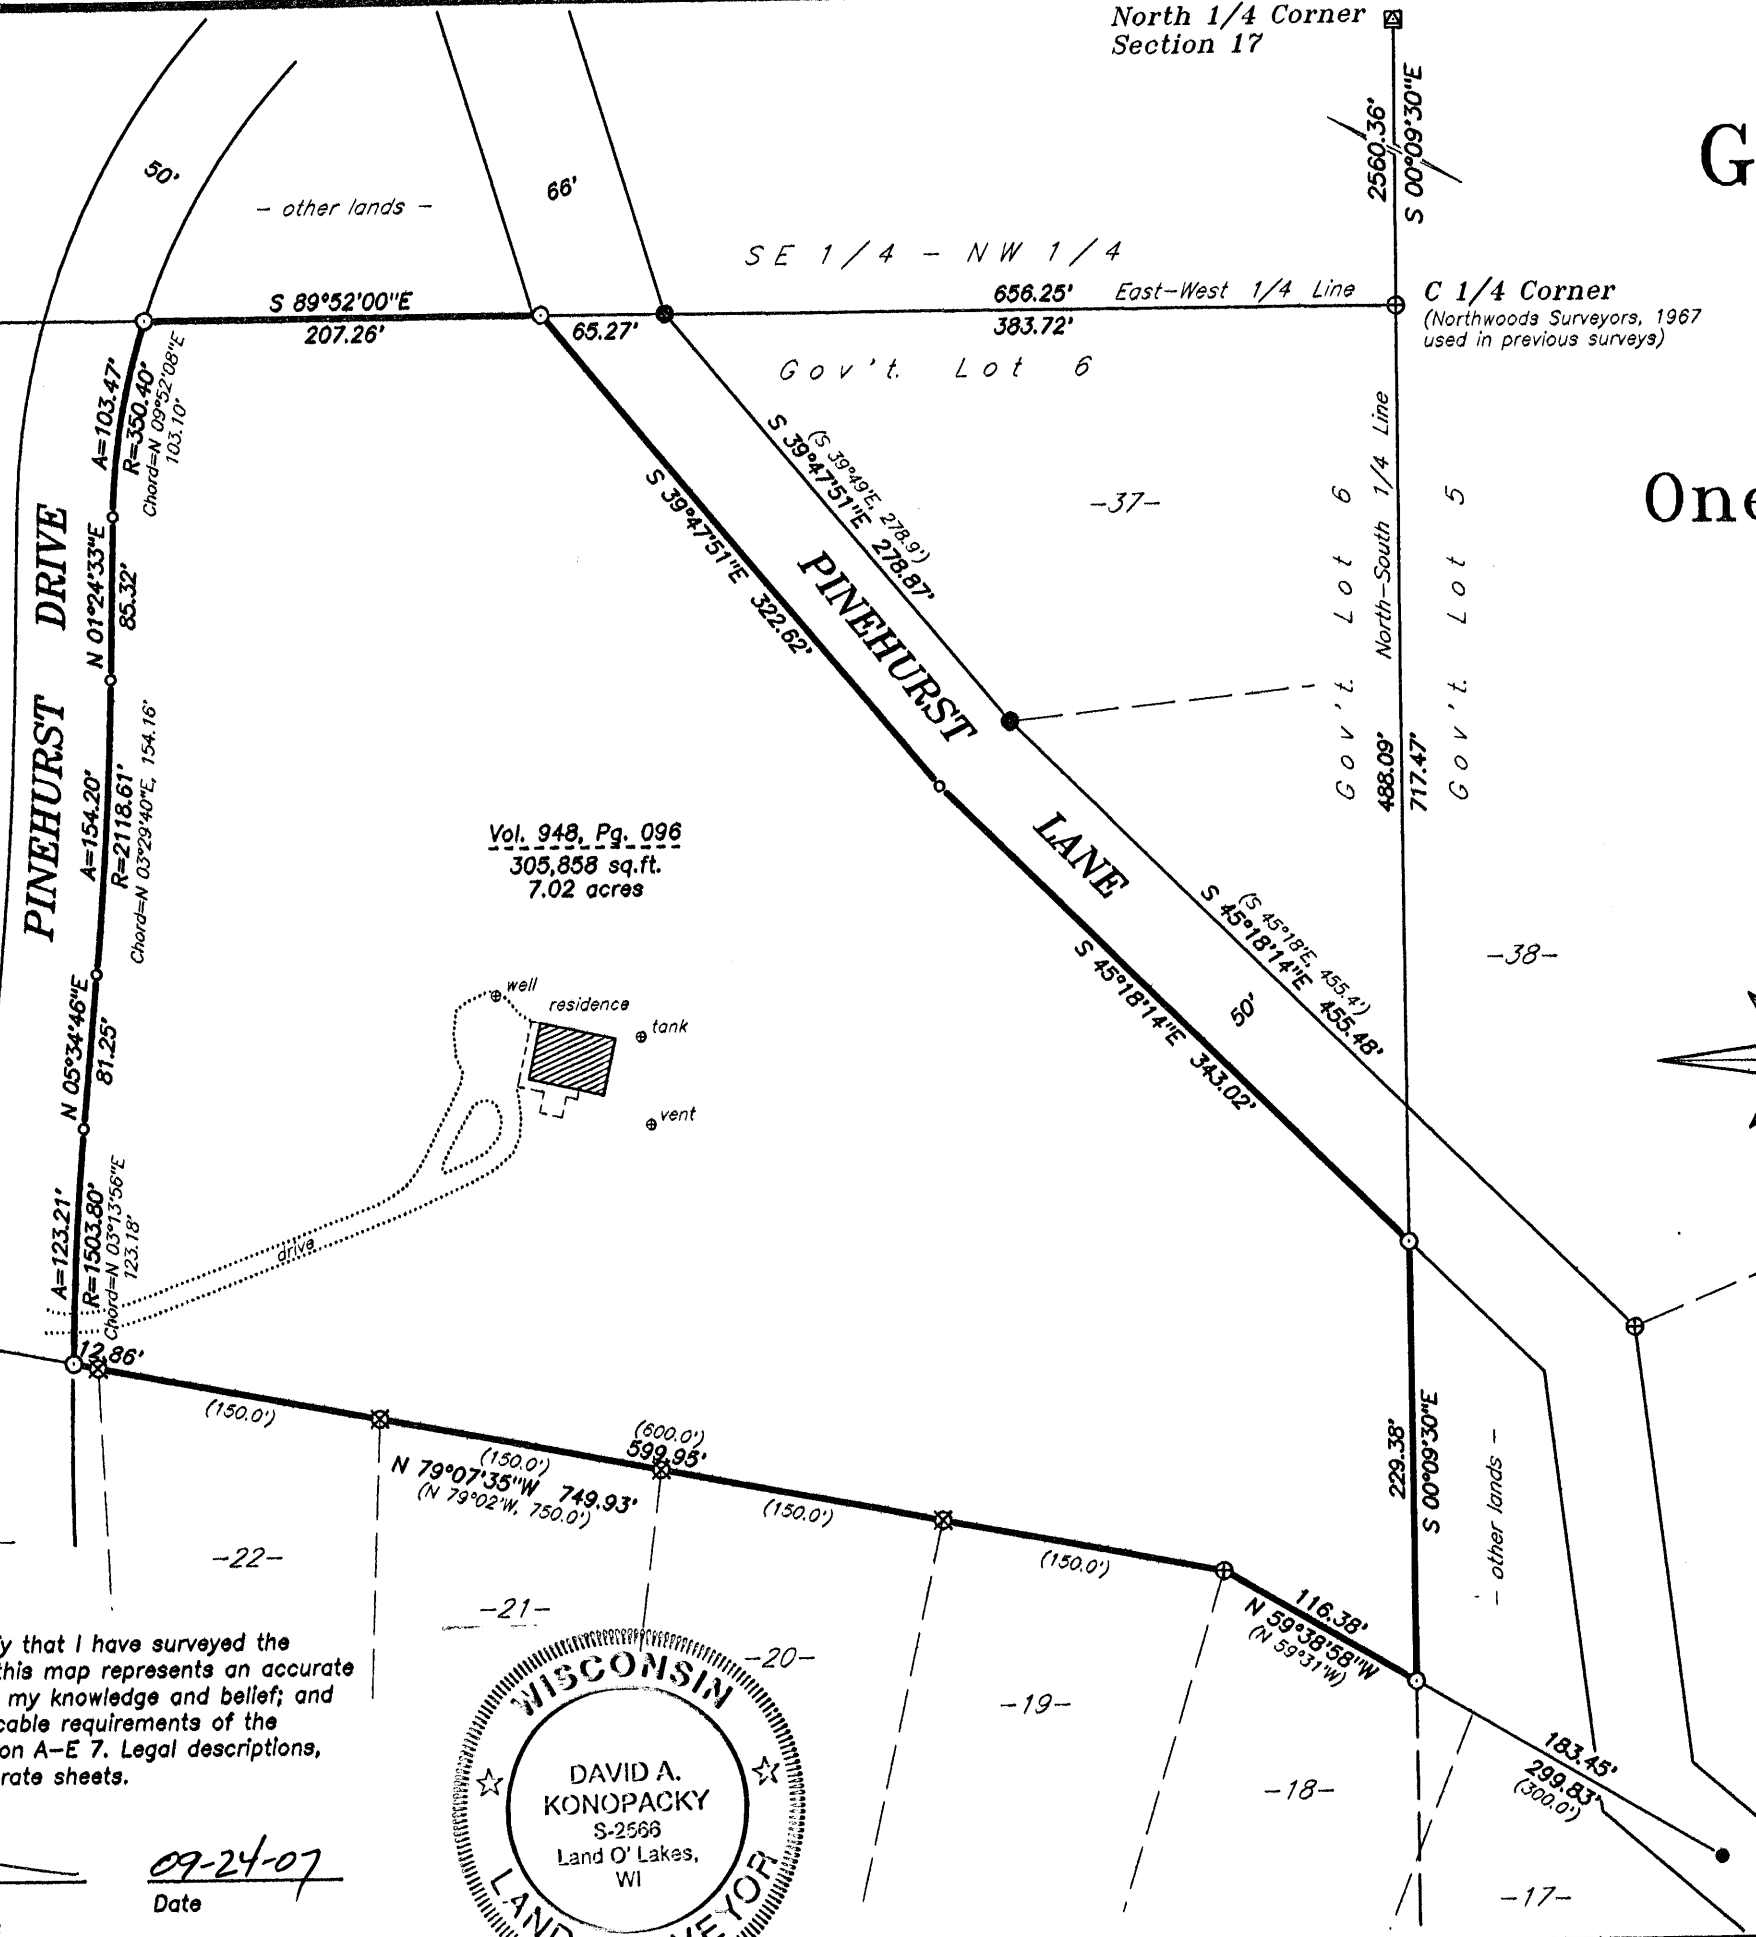 North 1/4 Corner
Section 17
2560.36'
S 00°09'30"E
G
50'
- other lands -
66'
SE 1/4 - NW 1/4
S 89°52'00"E
207.26'
65.27'
656.25'
East-West 1/4 Line
383.72'
C 1/4 Corner
(Northwoods Surveyors, 1967
used in previous surveys)
Gov't. Lot 6
A=103.47'
R=350.40'
Chord=N 09°52'08"E
103.10'
S 39°47'51"E 322.62'
(S 39°49'E, 278.9')
S 39°47'51"E 278.87'
-37-
Gov't. Lot 6
North-South 1/4 Line
Gov't. Lot 5
One
PINEHURST DRIVE
N 01°24'33"E
85.32'
PINEHURST LANE
488.09'
717.47'
A=154.20'
R=2118.61'
Chord=N 03°29'40"E, 154.16'
Vol. 948, Pg. 096
305,858 sq.ft.
7.02 acres
(S 45°18'E, 455.4')
S 45°18'14"E 455.48'
S 45°18'14"E 343.02'
50'
-38-
N 05°34'46"E
81.25'
well
residence
tank
vent
drive
A=123.21'
R=1503.80'
Chord=N 03°13'56"E
123.18'
12.86'
(150.0')
(600.0')
599.95'
(150.0')
N 79°07'35"W 749.93'
(N 79°02'W, 750.0')
(150.0')
(150.0')
229.38'
S 00°09'30"E
- other lands -
116.38'
N 59°38'58"W
(N 59°31'W)
183.45'
299.83'
(300.0')
-22-
-21-
-20-
-19-
-18-
-17-
y that I have surveyed the
this map represents an accurate
my knowledge and belief; and
cable requirements of the
on A-E 7. Legal descriptions,
rate sheets.
09-24-07
Date
WISCONSIN
DAVID A.
KONOPACKY
S-2566
Land O' Lakes,
WI
LAND